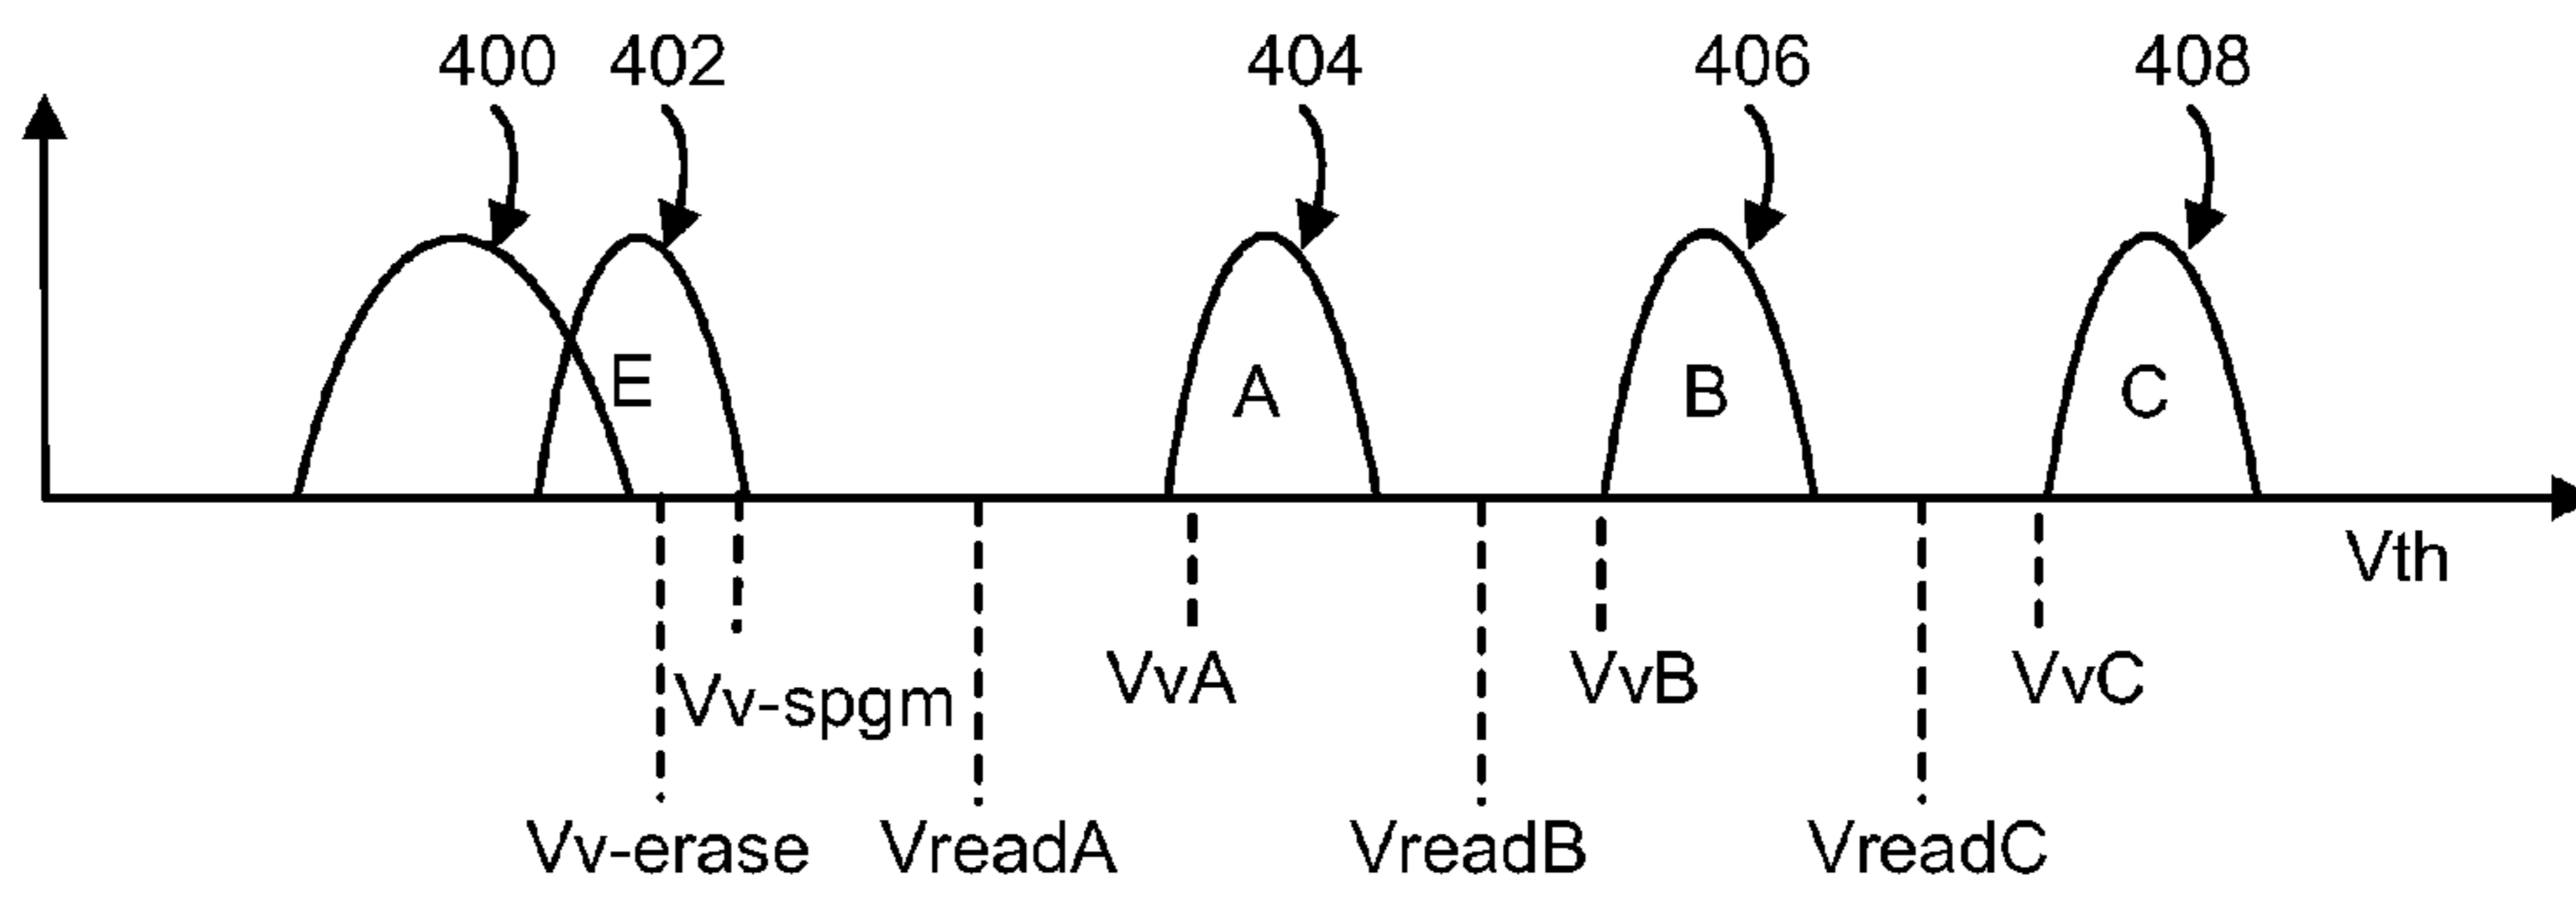 400 402 404 406 408
E A B C
Vth
Vv-spgm VvA VvB VvC
Vv-erase VreadA VreadB VreadC